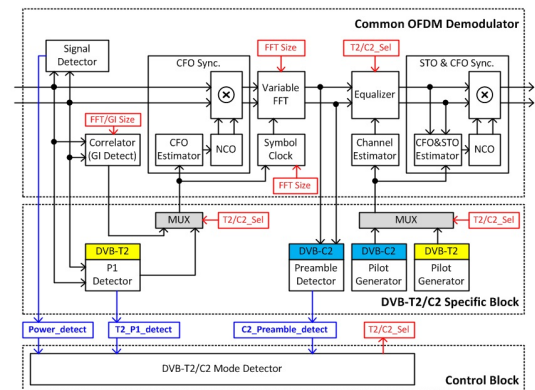 Common OFDM Demodulator
Signal
Detector
CFO Sync.
FFT Size
T2/C2_Sel
STO & CFO Sync.
Variable
FFT
Equalizer
FFT/GI Size
Correlator
(GI Detect)
CFO
Estimator
NCO
Symbol
Clock
Channel
Estimator
CFO&STO
Estimator
NCO
FFT Size
MUX
T2/C2_Sel
MUX
T2/C2_Sel
DVB-T2
P1
Detector
DVB-C2
Preamble
Detector
DVB-C2
Pilot
Generator
DVB-T2
Pilot
Generator
DVB-T2/C2 Specific Block
Power_detect
T2_P1_detect
C2_Preamble_detect
T2/C2_Sel
DVB-T2/C2 Mode Detector
Control Block